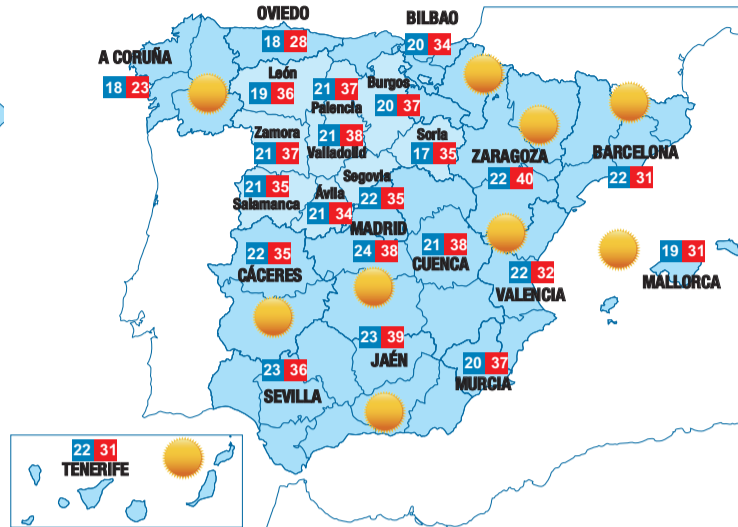 OVIEDO
18 28
BILBAO
20 34
A CORUÑA
18 23
León
19 36
21 37
Palencia
Burgos
20 37
Zamora
21 37
21 38
Valladolid
Soria
17 35
ZARAGOZA
22 40
BARCELONA
22 31
21 35
Salamanca
Ávila
21 34
Segovia
22 35
MADRID
24 38
21 38
CUENCA
22 35
CÁCERES
22 32
VALENCIA
19 31
MALLORCA
23 39
JAÉN
20 37
MURCIA
23 36
SEVILLA
22 31
TENERIFE